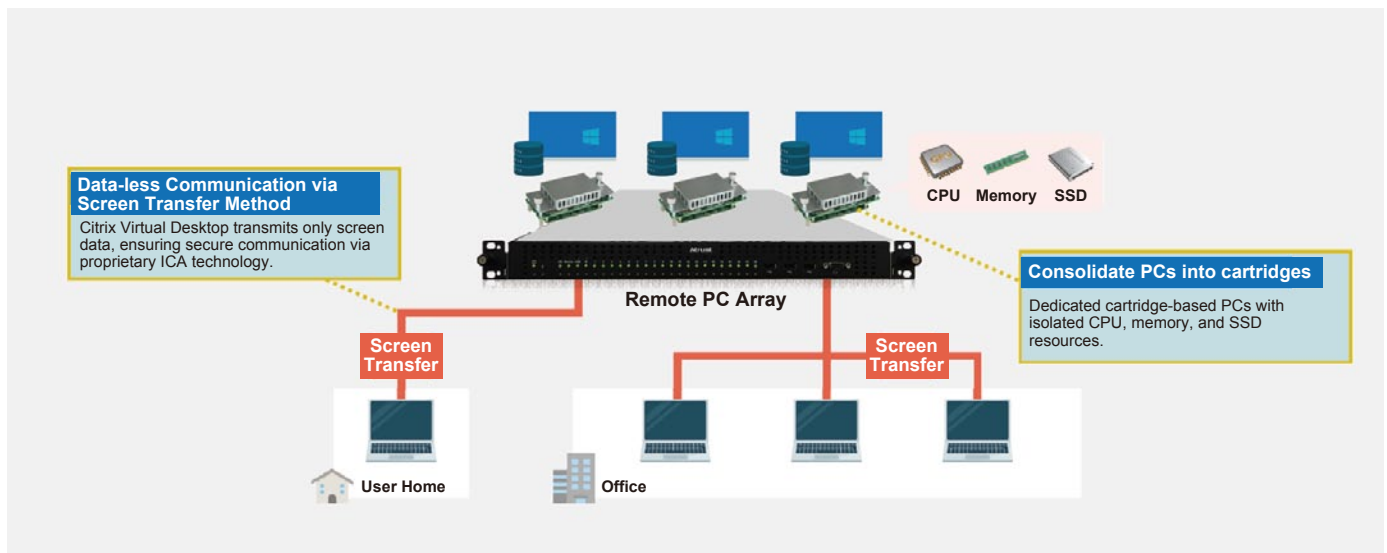 Data-less Communication via
Screen Transfer Method
Citrix Virtual Desktop transmits only screen
data, ensuring secure communication via
proprietary ICA technology.
CPU Memory SSD
Consolidate PCs into cartridges
Dedicated cartridge-based PCs with
isolated CPU, memory, and SSD
resources.
Remote PC Array
Screen
Transfer
Screen
Transfer
User Home
Office